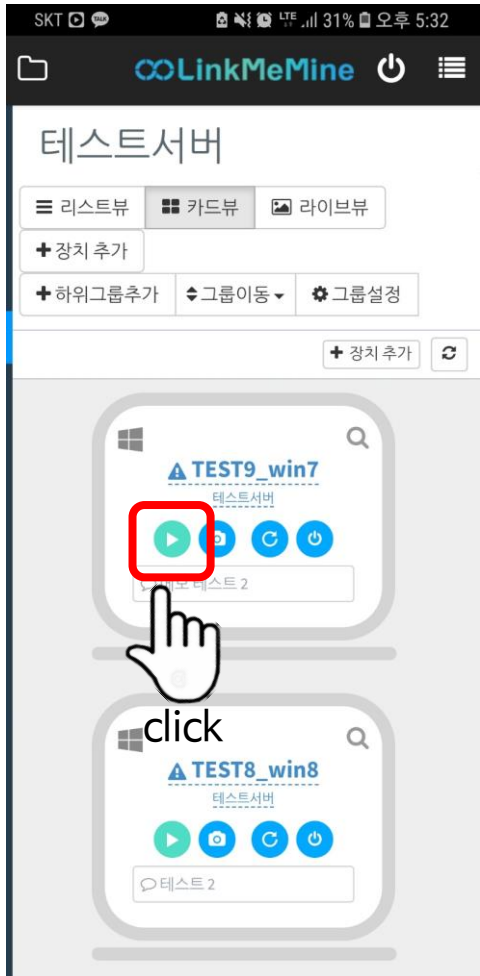 SKT TALK LTE 31% 오후 5:32
LinkMeMine
테스트서버
리스트뷰 카드뷰 라이브뷰
장치 추가
하위그룹추가 그룹이동 그룹설정
장치 추가
TEST9_win7
테스트서버
메모 테스트 2
click
TEST8_win8
테스트서버
테스트 2